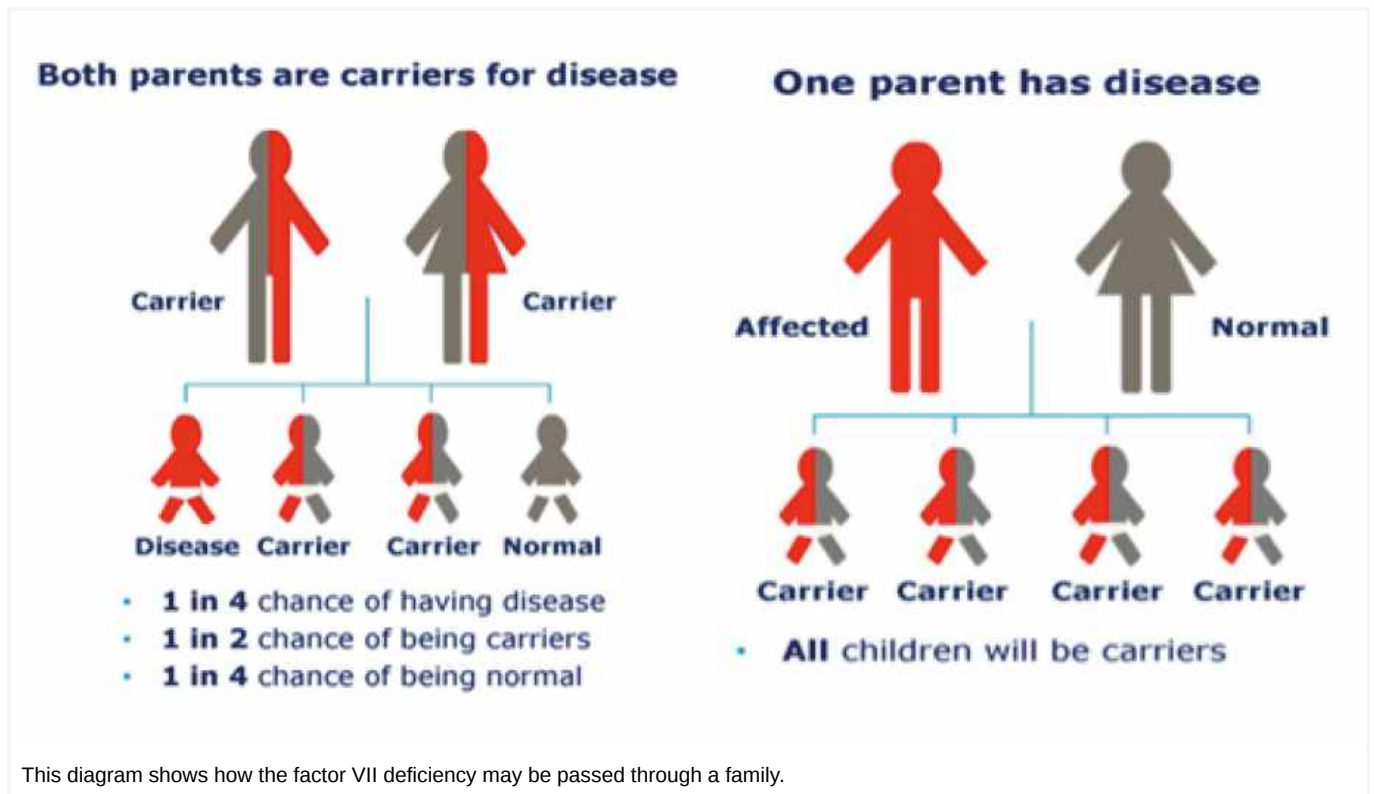 Both parents are carriers for disease
Carrier
Carrier
Disease Carrier Carrier Normal
• 1 in 4 chance of having disease
• 1 in 2 chance of being carriers
• 1 in 4 chance of being normal
One parent has disease
Affected
Normal
Carrier Carrier Carrier Carrier
• All children will be carriers
This diagram shows how the factor VII deficiency may be passed through a family.